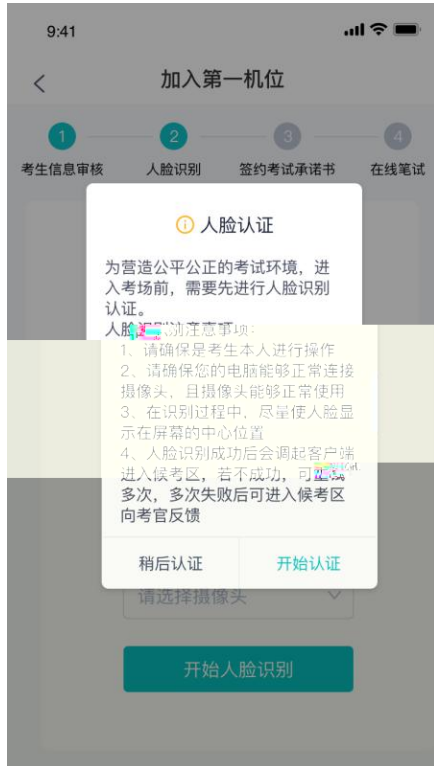 9:41
加入第一机位
1 2 3 4
考生信息审核 人脸识别 签约考试承诺书 在线笔试
人脸认证
为营造公平公正的考试环境，进
入考场前，需要先进行人脸识别
认证。
人脸识别注意事项：
1、请确保是考生本人进行操作
2、请确保您的电脑能够正常连接
摄像头，且摄像头能够正常使用
3、在识别过程中，尽量使人脸显
示在屏幕的中心位置
4、人脸识别成功后会调起客户端
进入候考区，若不成功，可
多次，多次失败后可进入候考区
向考官反馈
稍后认证 开始认证
请选择摄像头
开始人脸识别